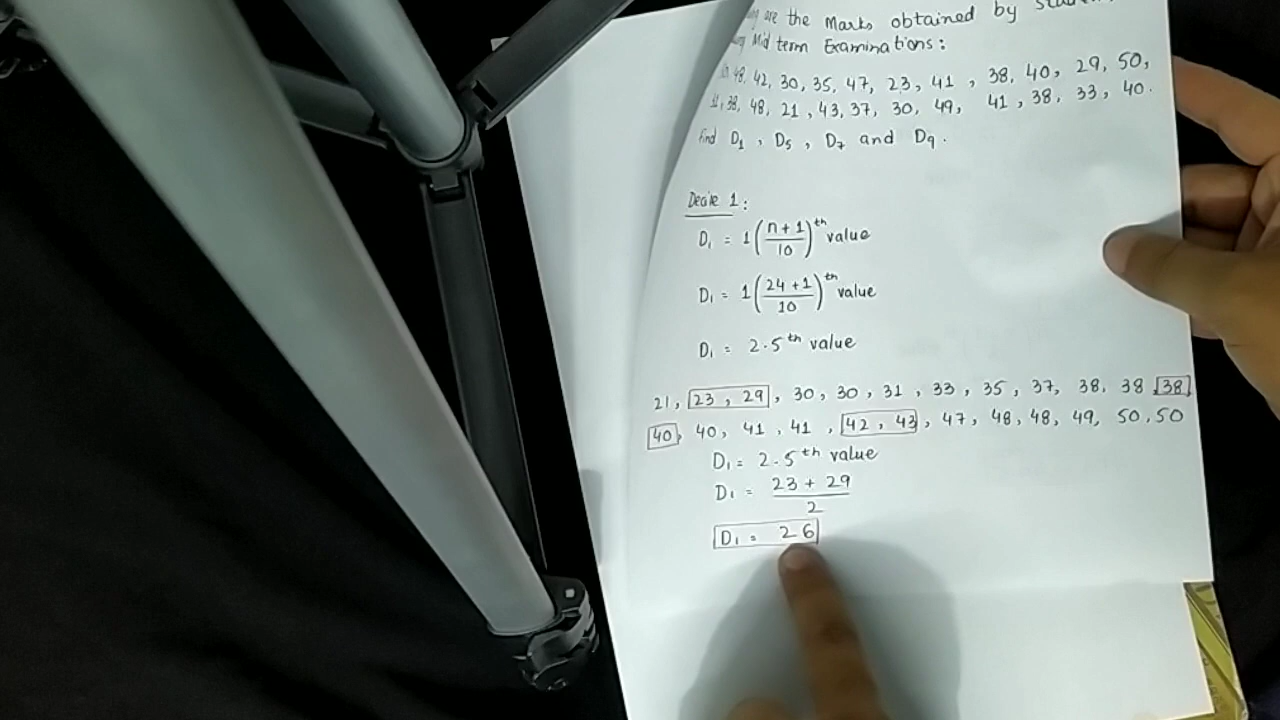 are the Marks obtained by
Mid term Examinations:
48, 42, 30, 35, 47, 23, 41, 38, 40, 29, 50,
38, 48, 21, 43, 37, 30, 49, 41, 38, 33, 40.
Find D1, D5, D7 and D9.
Decile 1:
D1 = 1(n+1/10)th value
D1 = 1(24+1/10)th value
D1 = 2.5th value
21, 23, 29, 30, 30, 31, 33, 35, 37, 38, 38 38
40, 40, 41, 41, 42, 43, 47, 48, 48, 49, 50, 50
D1 = 2.5th value
D1 = 23 + 29 / 2
D1 = 26